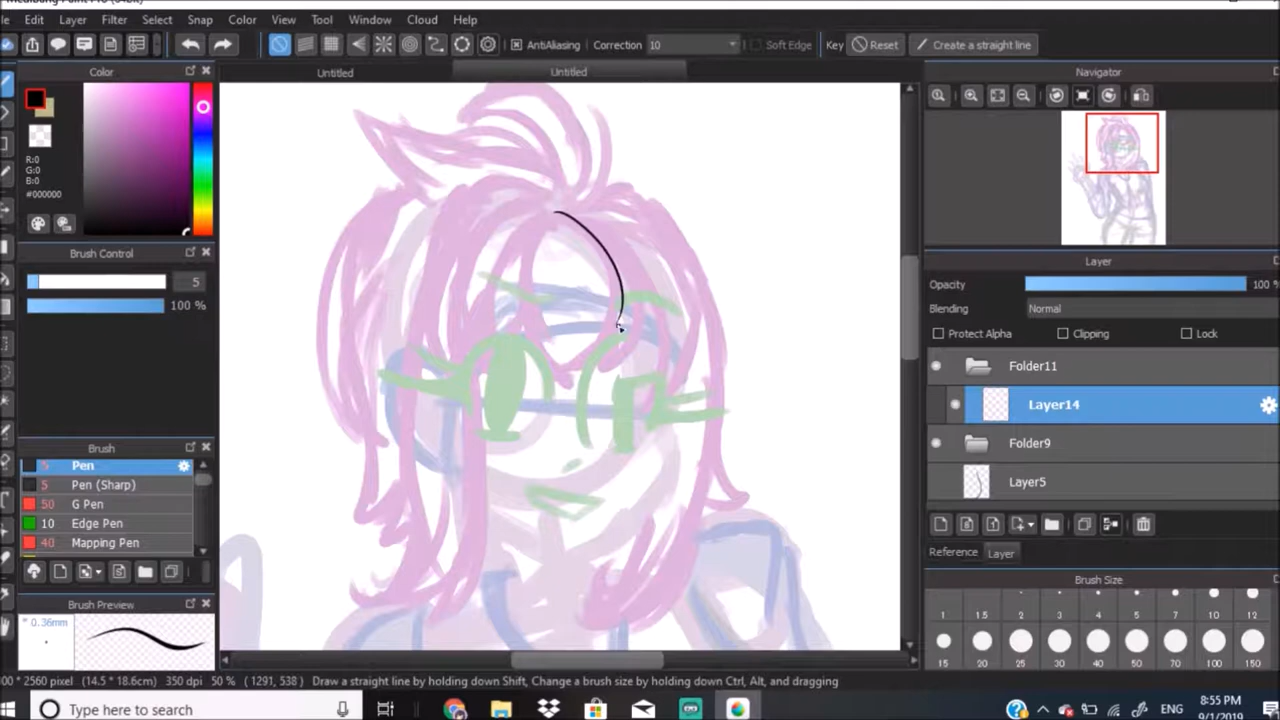 Edit Layer Filter Select Snap Color View Tool Window Cloud Help
AntiAliasing Correction 10 Soft Edge Key Reset Create a straight line
Color
Untitled Untitled
Navigator
R:0
G:0
B:0
#000000
Brush Control
5
100 %
Layer
Opacity 100 %
Blending Normal
Protect Alpha Clipping Lock
Folder11
Layer14
Folder9
Layer5
Brush
5 Pen
5 Pen (Sharp)
50 G Pen
10 Edge Pen
40 Mapping Pen
Reference Layer
Brush Size
1 1.5 2 3 4 5 7 10 12
15 20 25 30 40 50 70 100 150
Brush Preview
* 0.36mm
00 * 2560 pixel (14.5 * 18.6cm) 350 dpi 50 % ( 1291, 538 ) Draw a straight line by holding down Shift, Change a brush size by holding down Ctrl, Alt, and dragging
Type here to search
8:55 PM